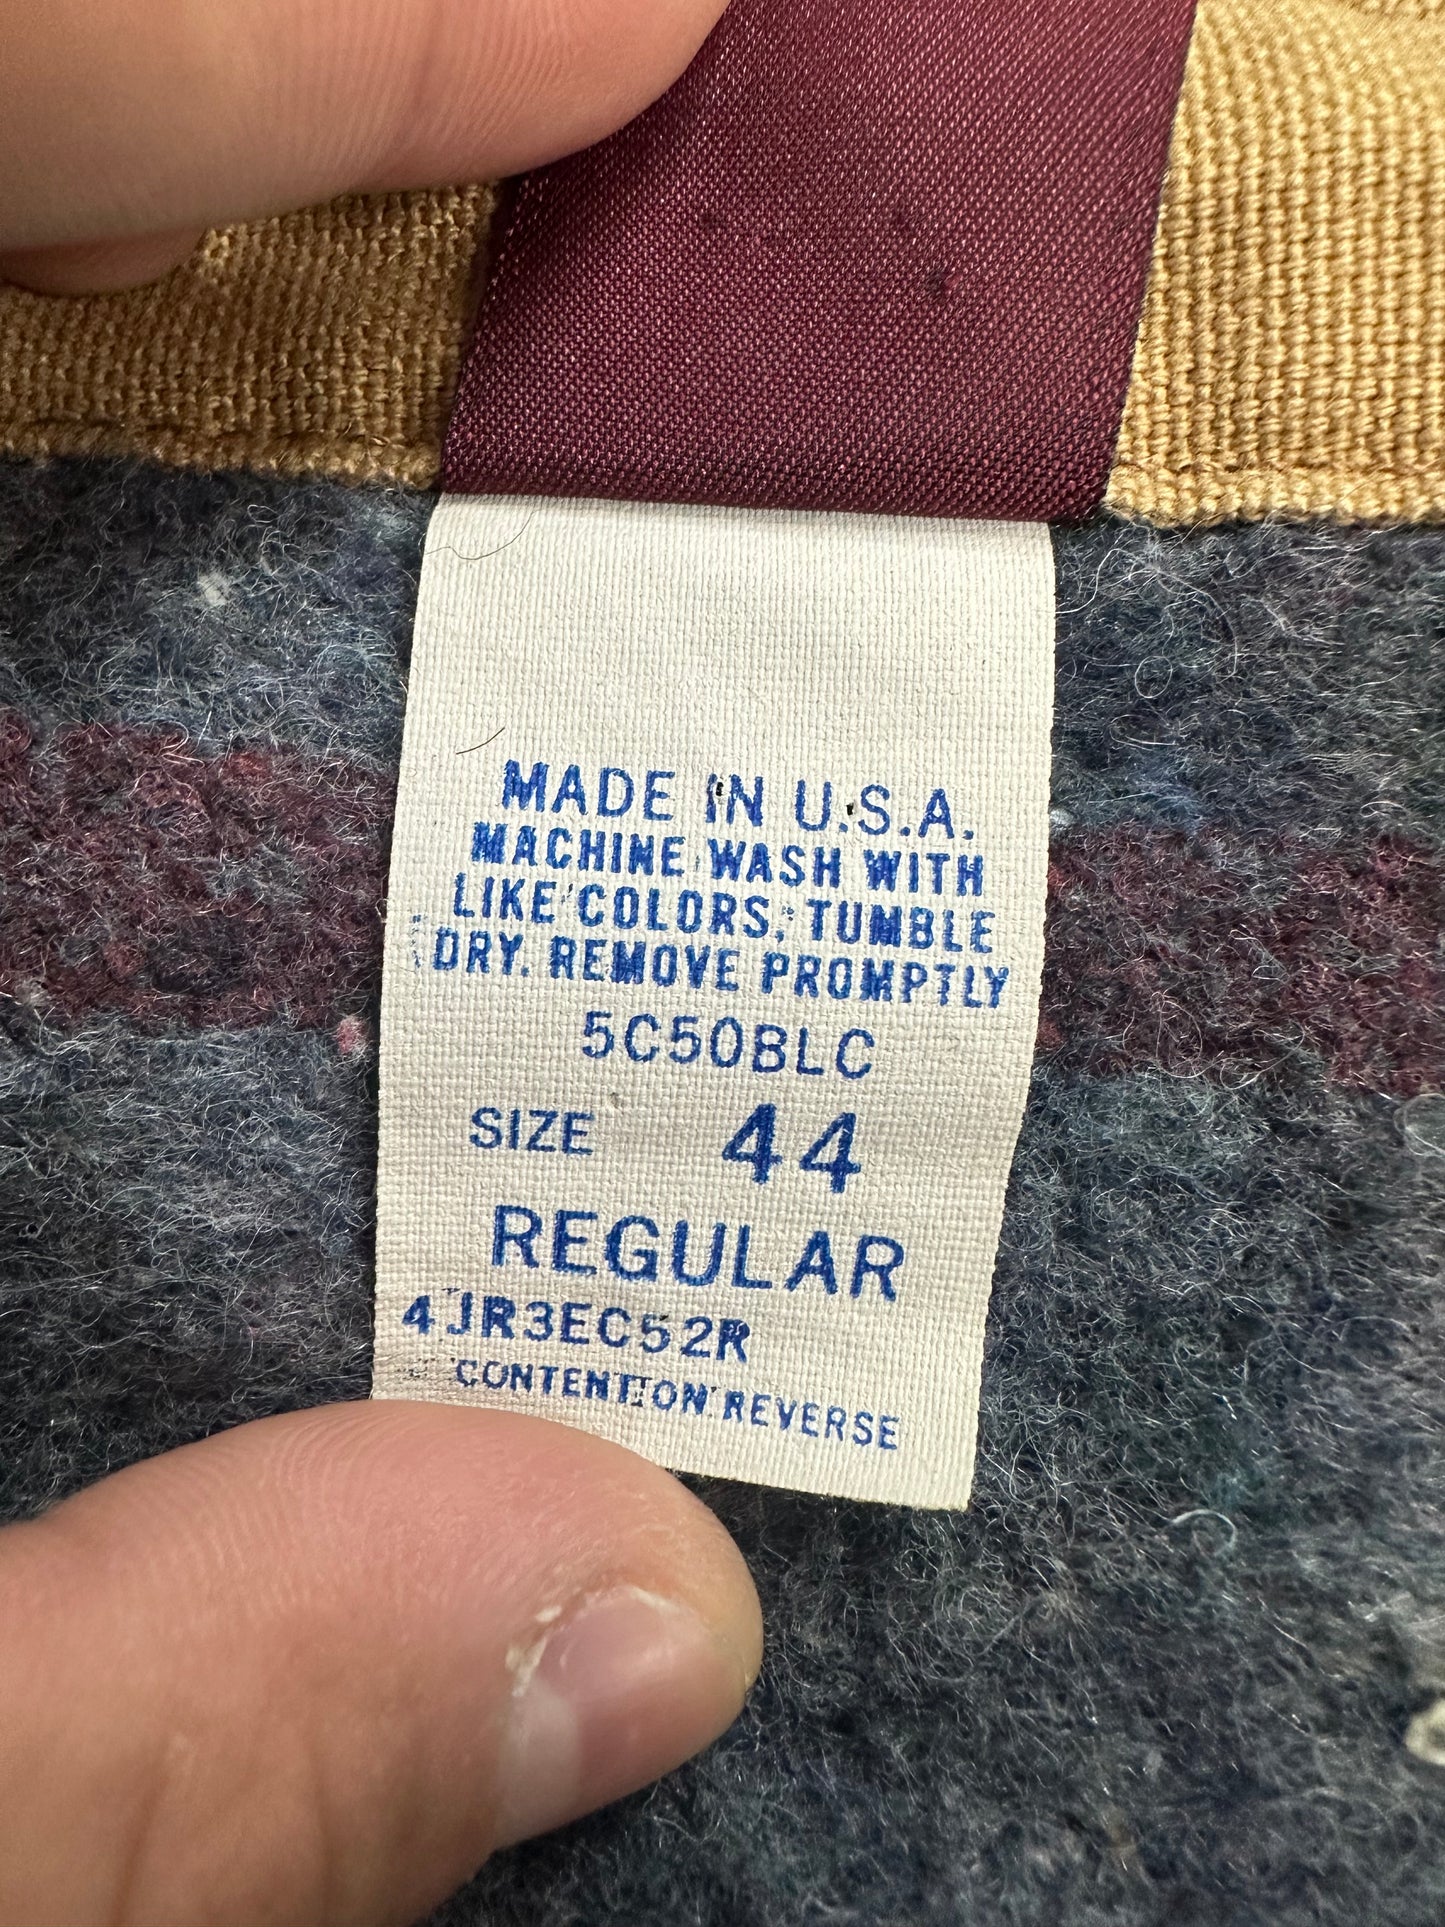 MADE IN U.S.A.
MACHINE WASH WITH
LIKE COLORS, TUMBLE
DRY. REMOVE PROMPTLY
5C50BLC
SIZE 44
REGULAR
4JR3EC52R
CONTENT ON REVERSE